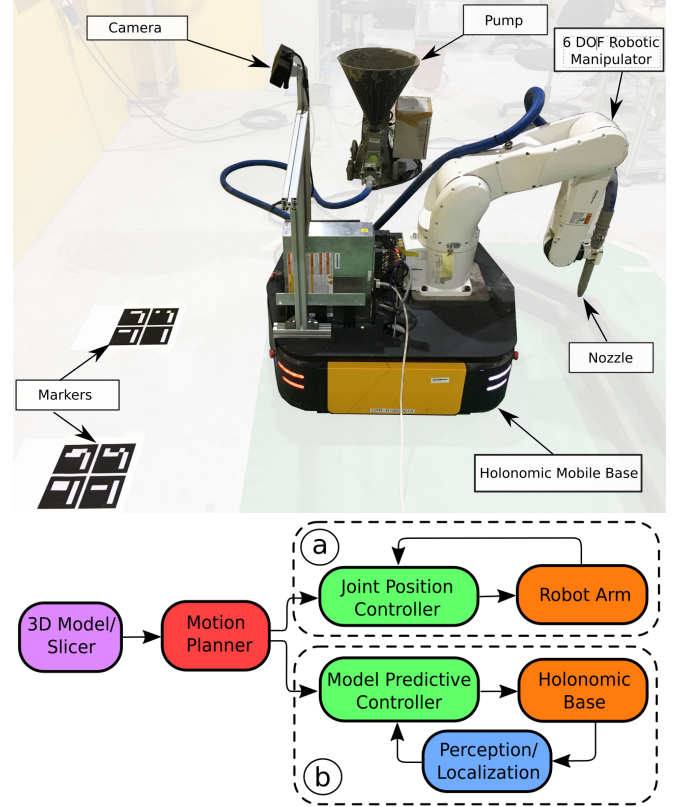 Camera
Pump
6 DOF Robotic
Manipulator
Nozzle
Markers
Holonomic Mobile Base
a
Joint Position
Controller
Robot Arm
3D Model/
Slicer
Motion
Planner
Model Predictive
Controller
Holonomic
Base
Perception/
Localization
b